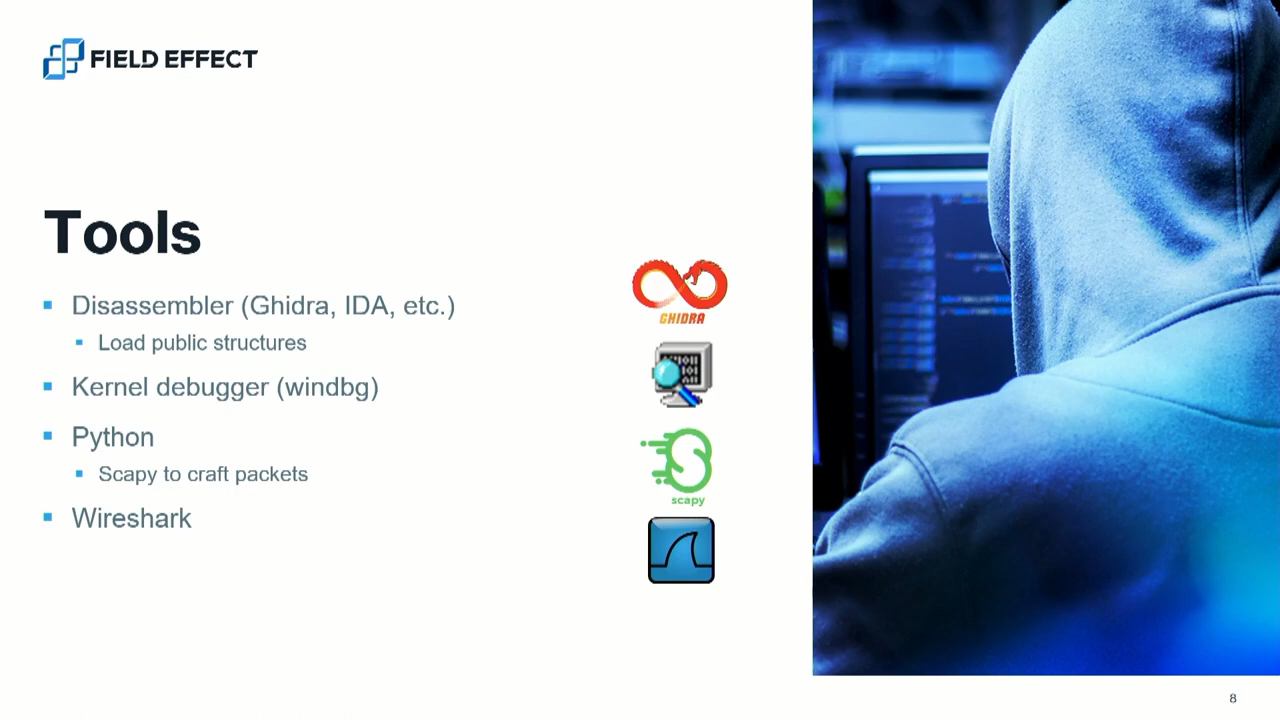 FIELD EFFECT
Tools
Disassembler (Ghidra, IDA, etc.)
Load public structures
Kernel debugger (windbg)
Python
Scapy to craft packets
Wireshark
GHIDRA
scapy
8